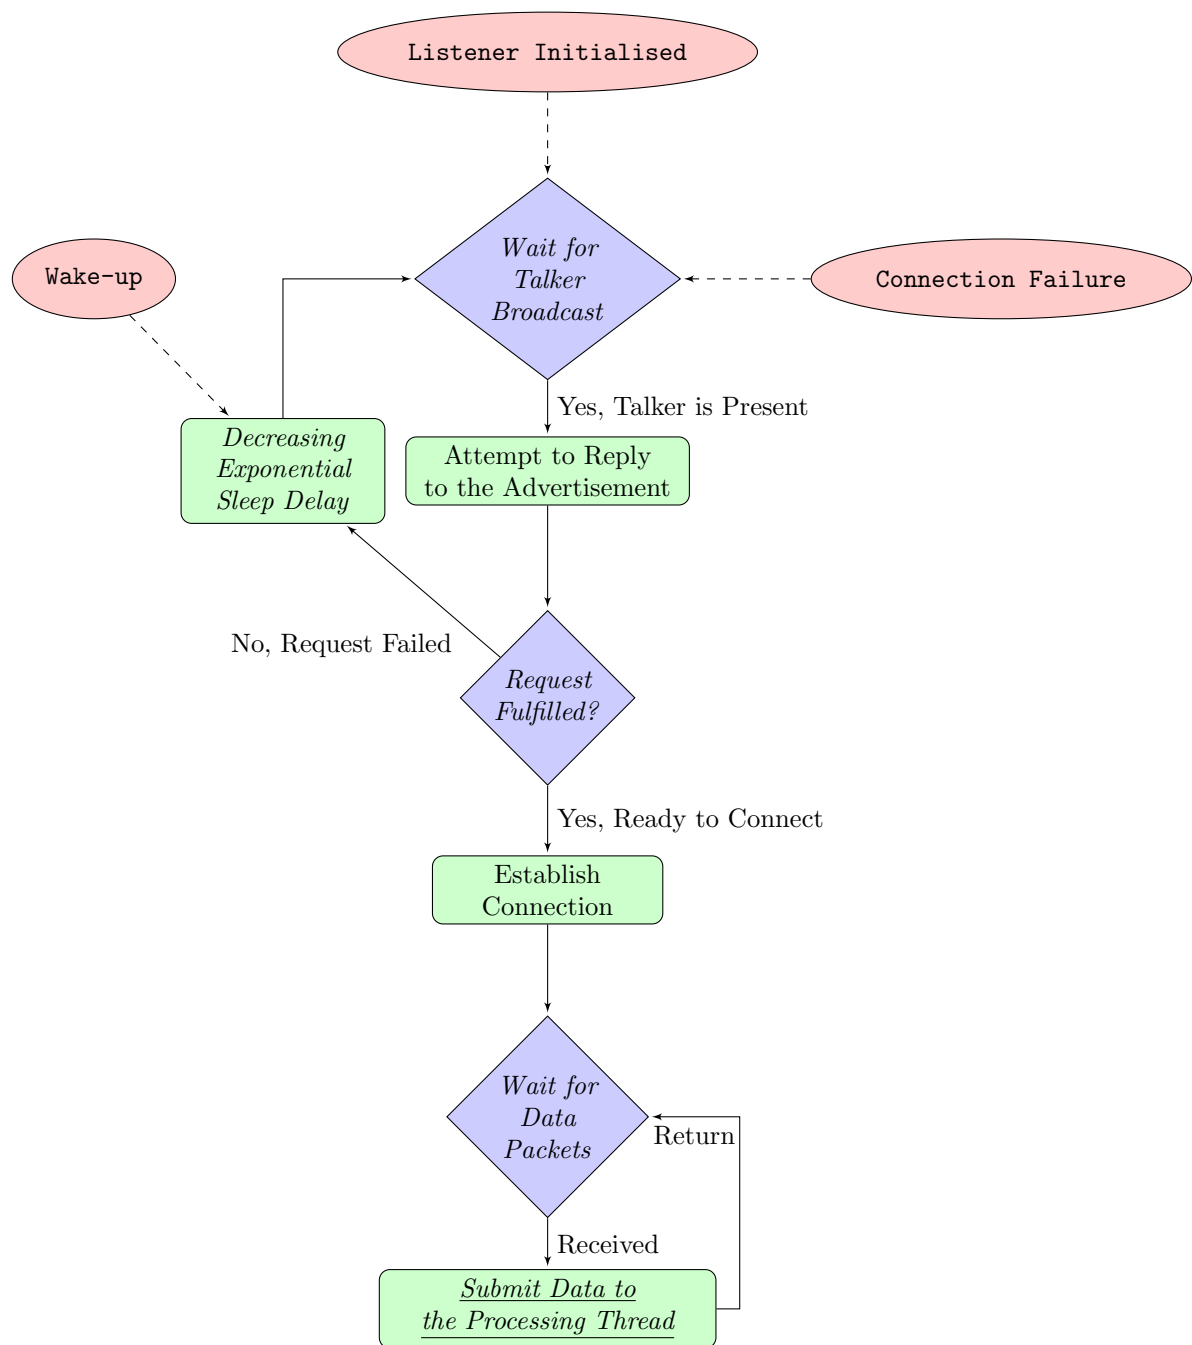 Listener Initialised
Wait for
Talker
Broadcast
Wake-up
Connection Failure
Yes, Talker is Present
Decreasing
Exponential
Sleep Delay
Attempt to Reply
to the Advertisement
No, Request Failed
Request
Fulfilled?
Yes, Ready to Connect
Establish
Connection
Wait for
Data
Packets
Return
Received
Submit Data to
the Processing Thread